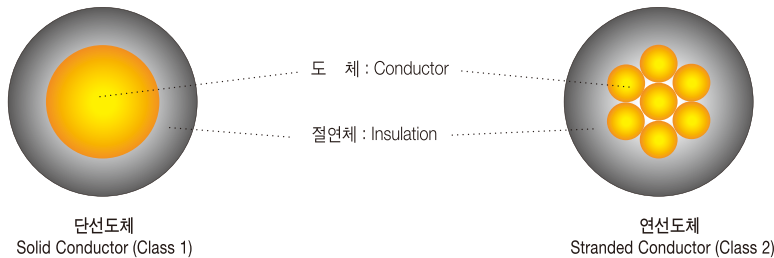 도 체 : Conductor
절연체 : Insulation
단선도체
Solid Conductor (Class 1)
연선도체
Stranded Conductor (Class 2)